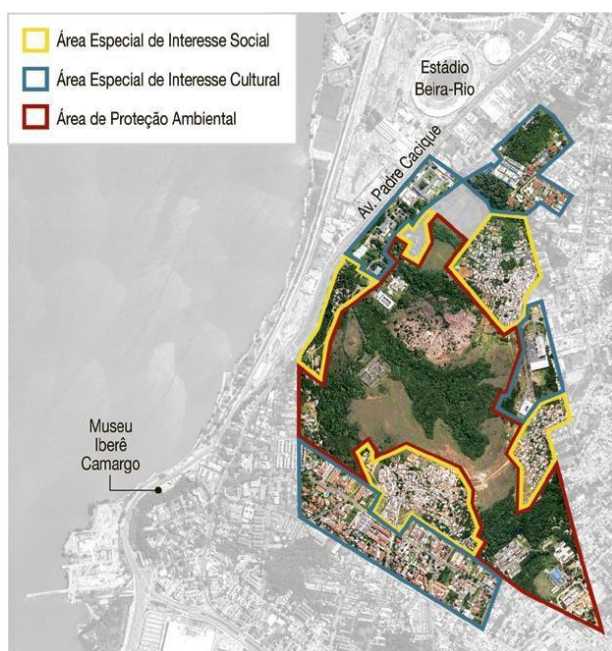 Área Especial de Interesse Social
Área Especial de Interesse Cultural
Área de Proteção Ambiental
Estádio
Beira-Rio
Av. Padre Cacique
Museu
Iberê
Camargo